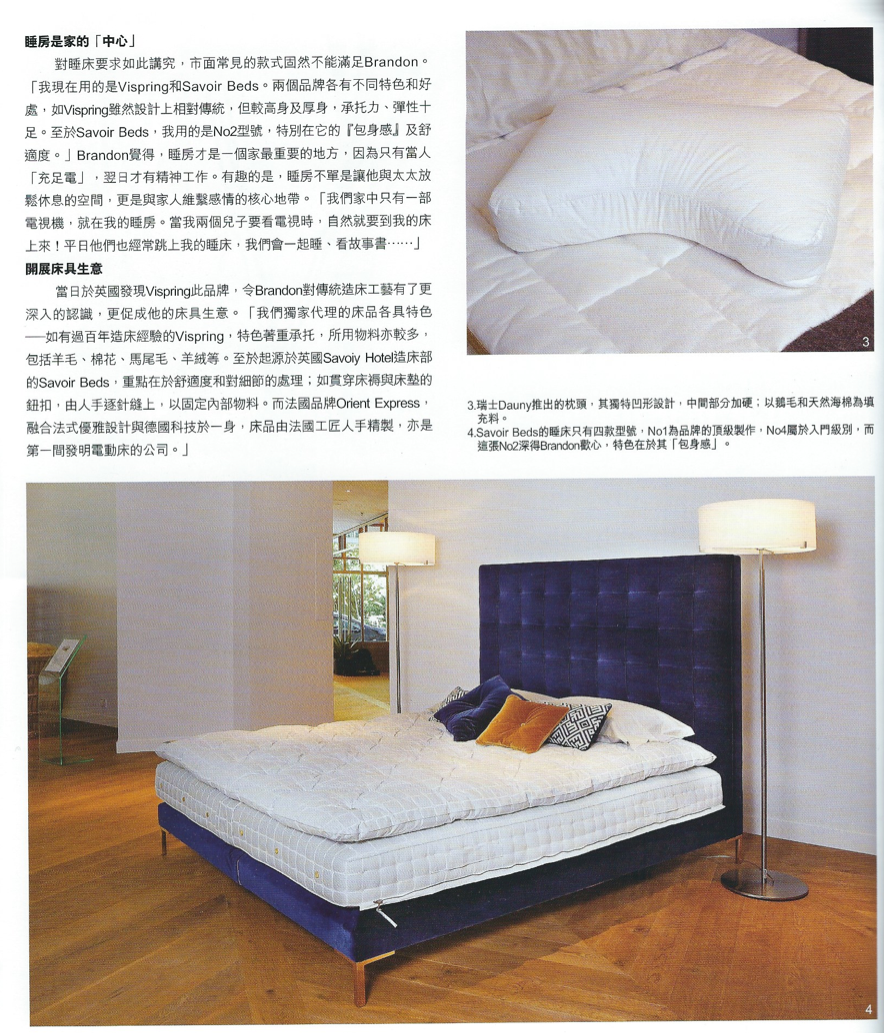 睡房是家的「中心」
對睡床要求如此講究，市面常見的款式固然不能滿足Brandon。
「我現在用的是Vispring和Savoir Beds。兩個品牌各有不同特色和好
處，如Vispring雖然設計上相對傳統，但較高身及厚身，承托力、彈性十
足。至於Savoir Beds，我用的是No2型號，特別在它的『包身感』及舒
適度。」Brandon覺得，睡房才是一個家最重要的地方，因為只有當人
「充足電」，翌日才有精神工作。有趣的是，睡房不單是讓他與太太放
鬆休息的空間，更是與家人維繫感情的核心地帶。「我們家中只有一部
電視機，就在我的睡房。當我兩個兒子要看電視時，自然就要到我的床
上來！平日他們也經常跳上我的睡床，我們會一起睡、看故事書⋯⋯」
開展床具生意
當日於英國發現Vispring此品牌，令Brandon對傳統造床工藝有了更
深入的認識，更促成他的床具生意。「我們獨家代理的床品各具特色
──如有過百年造床經驗的Vispring，特色著重承托，所用物料亦較多，
包括羊毛、棉花、馬尾毛、羊絨等。至於起源於英國Savoiy Hotel造床部
的Savoir Beds，重點在於舒適度和對細節的處理；如貫穿床褥與床墊的
鈕扣，由人手逐針縫上，以固定內部物料。而法國品牌Orient Express，
融合法式優雅設計與德國科技於一身，床品由法國工匠人手精製，亦是
第一間發明電動床的公司。」
3
3.瑞士Dauny推出的枕頭，其獨特凹形設計，中間部分加硬；以鵝毛和天然海棉為填
充料。
4.Savoir Beds的睡床只有四款型號，No1為品牌的頂級製作，No4屬於入門級別，而
這張No2深得Brandon歡心，特色在於其「包身感」。
4